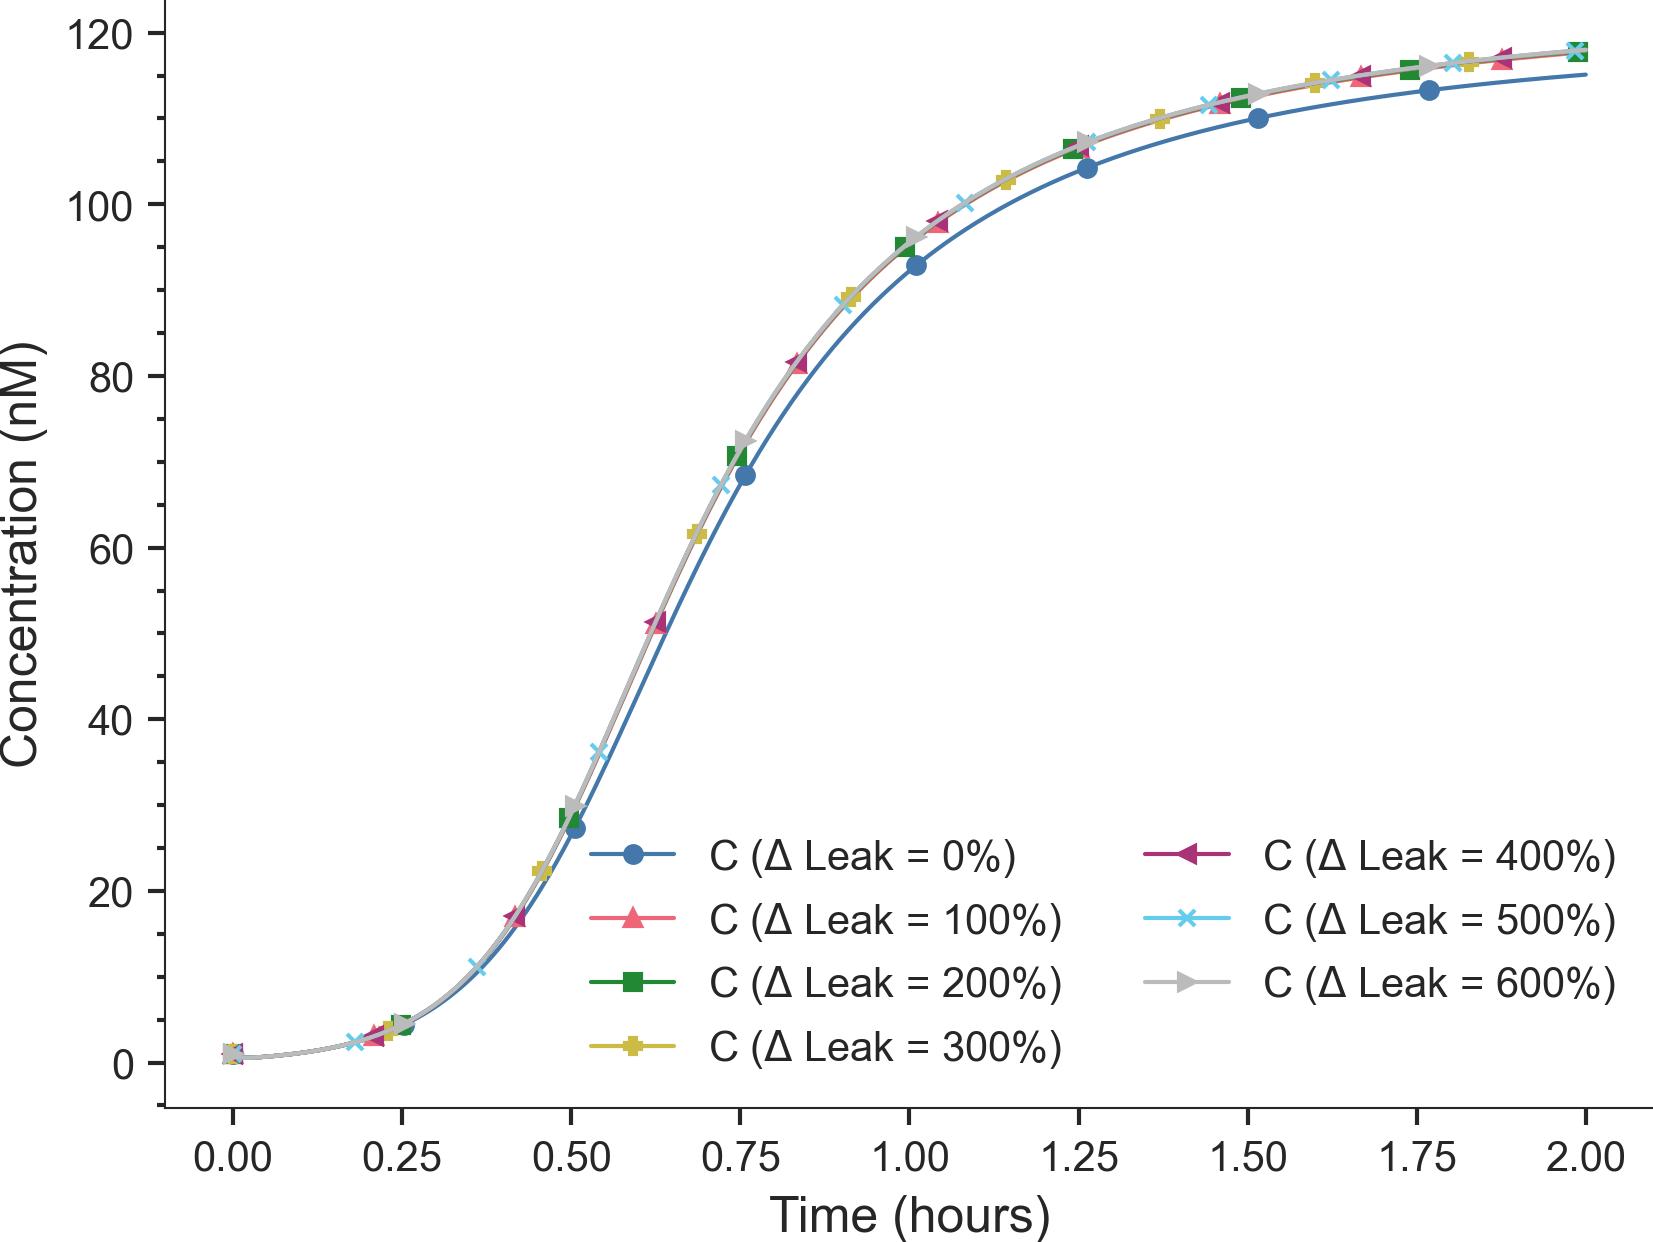 120
100
80
60
40
20
0
Concentration (nM)
C (Δ Leak = 0%)
C (Δ Leak = 100%)
C (Δ Leak = 200%)
C (Δ Leak = 300%)
C (Δ Leak = 400%)
C (Δ Leak = 500%)
C (Δ Leak = 600%)
0.00 0.25 0.50 0.75 1.00 1.25 1.50 1.75 2.00
Time (hours)